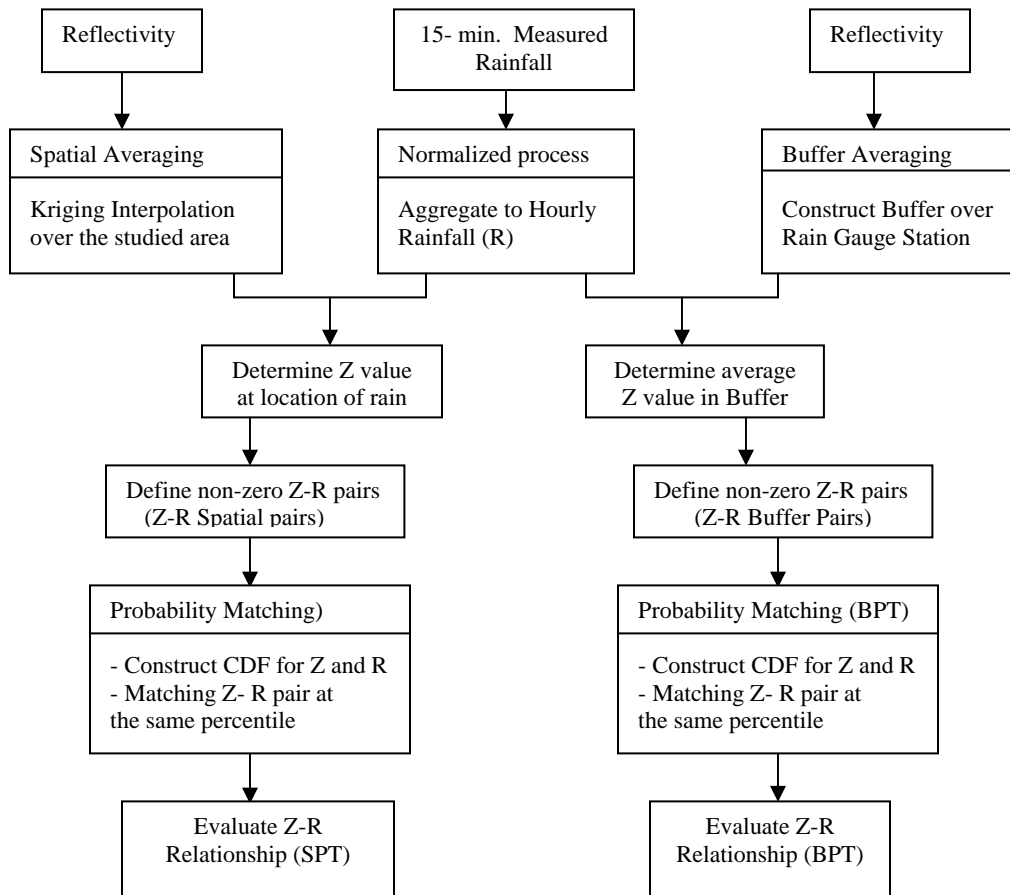 Reflectivity
15- min. Measured
Rainfall
Reflectivity
Spatial Averaging
Kriging Interpolation
over the studied area
Normalized process
Aggregate to Hourly
Rainfall (R)
Buffer Averaging
Construct Buffer over
Rain Gauge Station
Determine Z value
at location of rain
Determine average
Z value in Buffer
Define non-zero Z-R pairs
(Z-R Spatial pairs)
Define non-zero Z-R pairs
(Z-R Buffer Pairs)
Probability Matching)
- Construct CDF for Z and R
- Matching Z- R pair at
the same percentile
Probability Matching (BPT)
- Construct CDF for Z and R
- Matching Z- R pair at
the same percentile
Evaluate Z-R
Relationship (SPT)
Evaluate Z-R
Relationship (BPT)